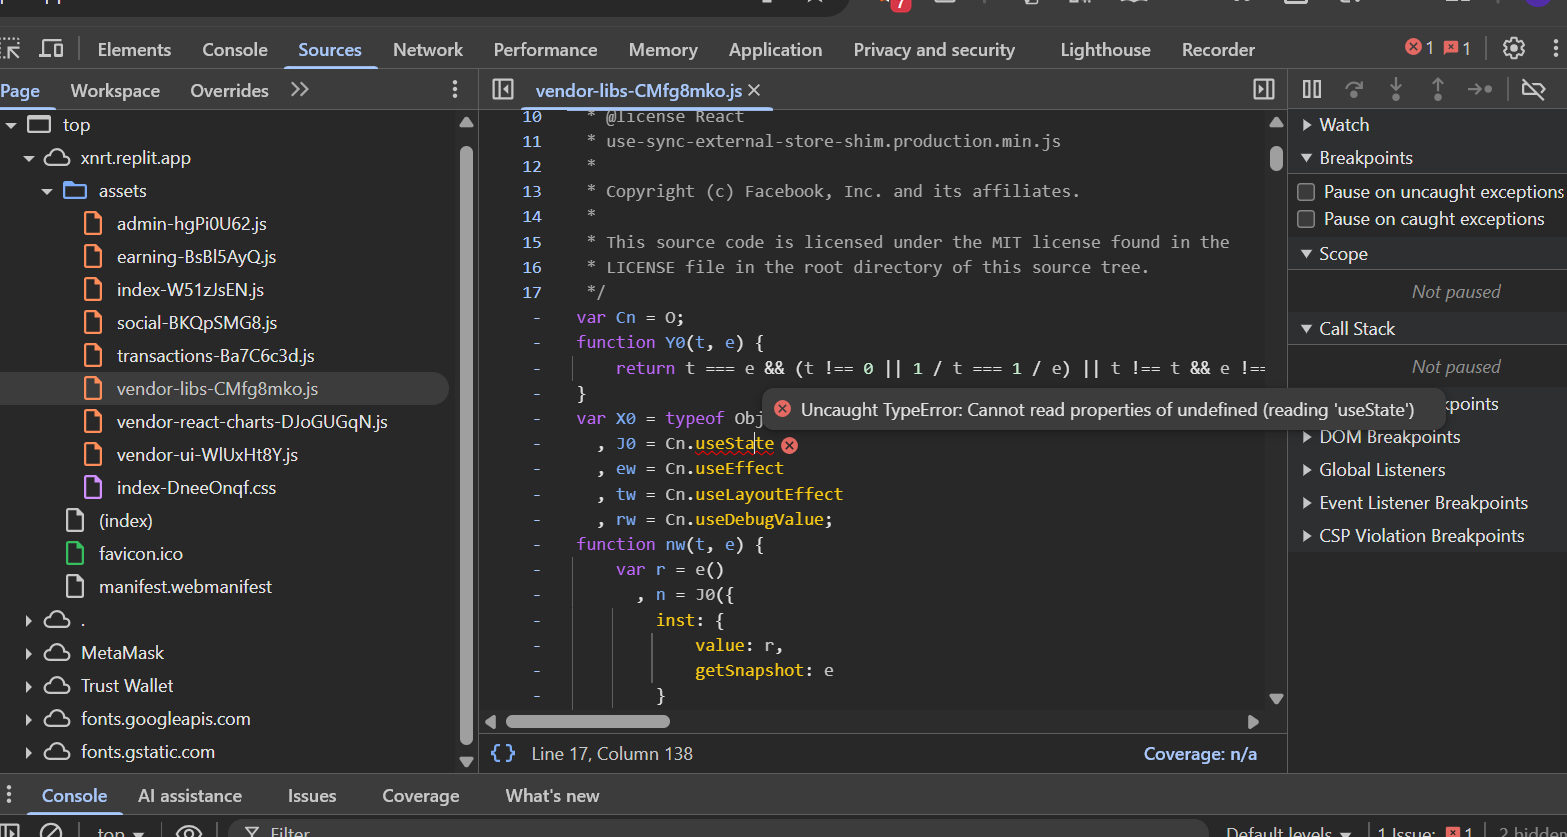 7
Elements Console Sources Network Performance Memory Application Privacy and security Lighthouse Recorder 1 1
Page Workspace Overrides
top
xnrt.replit.app
assets
admin-hgPi0U62.js
earning-BsBl5AyQ.js
index-W51zJsEN.js
social-BKQpSMG8.js
transactions-Ba7C6c3d.js
vendor-libs-CMfg8mko.js
vendor-react-charts-DJoGUGqN.js
vendor-ui-WlUxHt8Y.js
index-DneeOnqf.css
(index)
favicon.ico
manifest.webmanifest
.
MetaMask
Trust Wallet
fonts.googleapis.com
fonts.gstatic.com
vendor-libs-CMfg8mko.js
10 * @license React
11 * use-sync-external-store-shim.production.min.js
12 *
13 * Copyright (c) Facebook, Inc. and its affiliates.
14 *
15 * This source code is licensed under the MIT license found in the
16 * LICENSE file in the root directory of this source tree.
17 */
- var Cn = O;
- function Y0(t, e) {
- return t === e && (t !== 0 || 1 / t === 1 / e) || t !== t && e !==
- }
- var X0 = typeof Obj
- , J0 = Cn.useState
- , ew = Cn.useEffect
- , tw = Cn.useLayoutEffect
- , rw = Cn.useDebugValue;
- function nw(t, e) {
- var r = e()
- , n = J0({
- inst: {
- value: r,
- getSnapshot: e
- }
Uncaught TypeError: Cannot read properties of undefined (reading 'useState')
{} Line 17, Column 138 Coverage: n/a
Watch
Breakpoints
Pause on uncaught exceptions
Pause on caught exceptions
Scope
Not paused
Call Stack
Not paused
kpoints
DOM Breakpoints
Global Listeners
Event Listener Breakpoints
CSP Violation Breakpoints
Console AI assistance Issues Coverage What's new
top Filter Default levels 1 Issue: 1 2 hidden